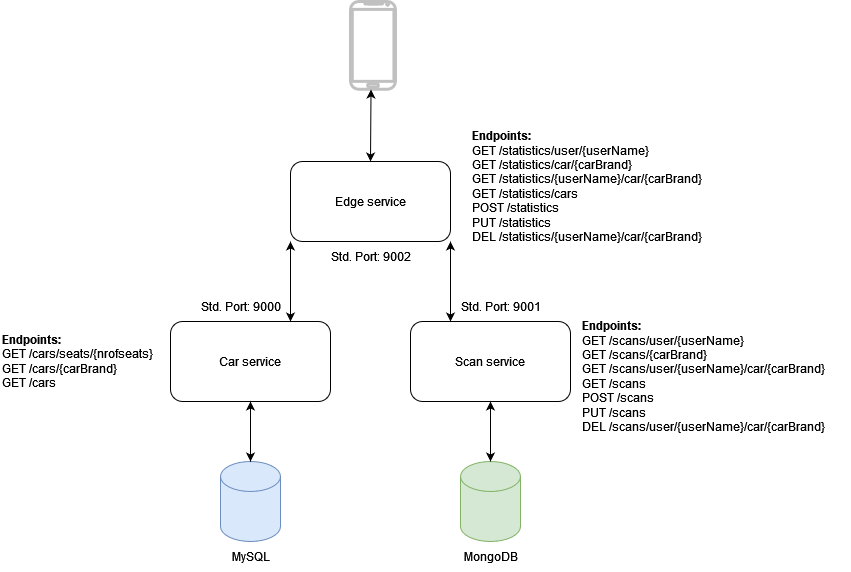 Endpoints:
GET /statistics/user/{userName}
GET /statistics/car/{carBrand}
GET /statistics/{userName}/car/{carBrand}
GET /statistics/cars
POST /statistics
PUT /statistics
DEL /statistics/{userName}/car/{carBrand}
Edge service
Std. Port: 9002
Std. Port: 9000
Std. Port: 9001
Endpoints:
GET /cars/seats/{nrofseats}
GET /cars/{carBrand}
GET /cars
Car service
Scan service
Endpoints:
GET /scans/user/{userName}
GET /scans/{carBrand}
GET /scans/user/{userName}/car/{carBrand}
GET /scans
POST /scans
PUT /scans
DEL /scans/user/{userName}/car/{carBrand}
MySQL
MongoDB